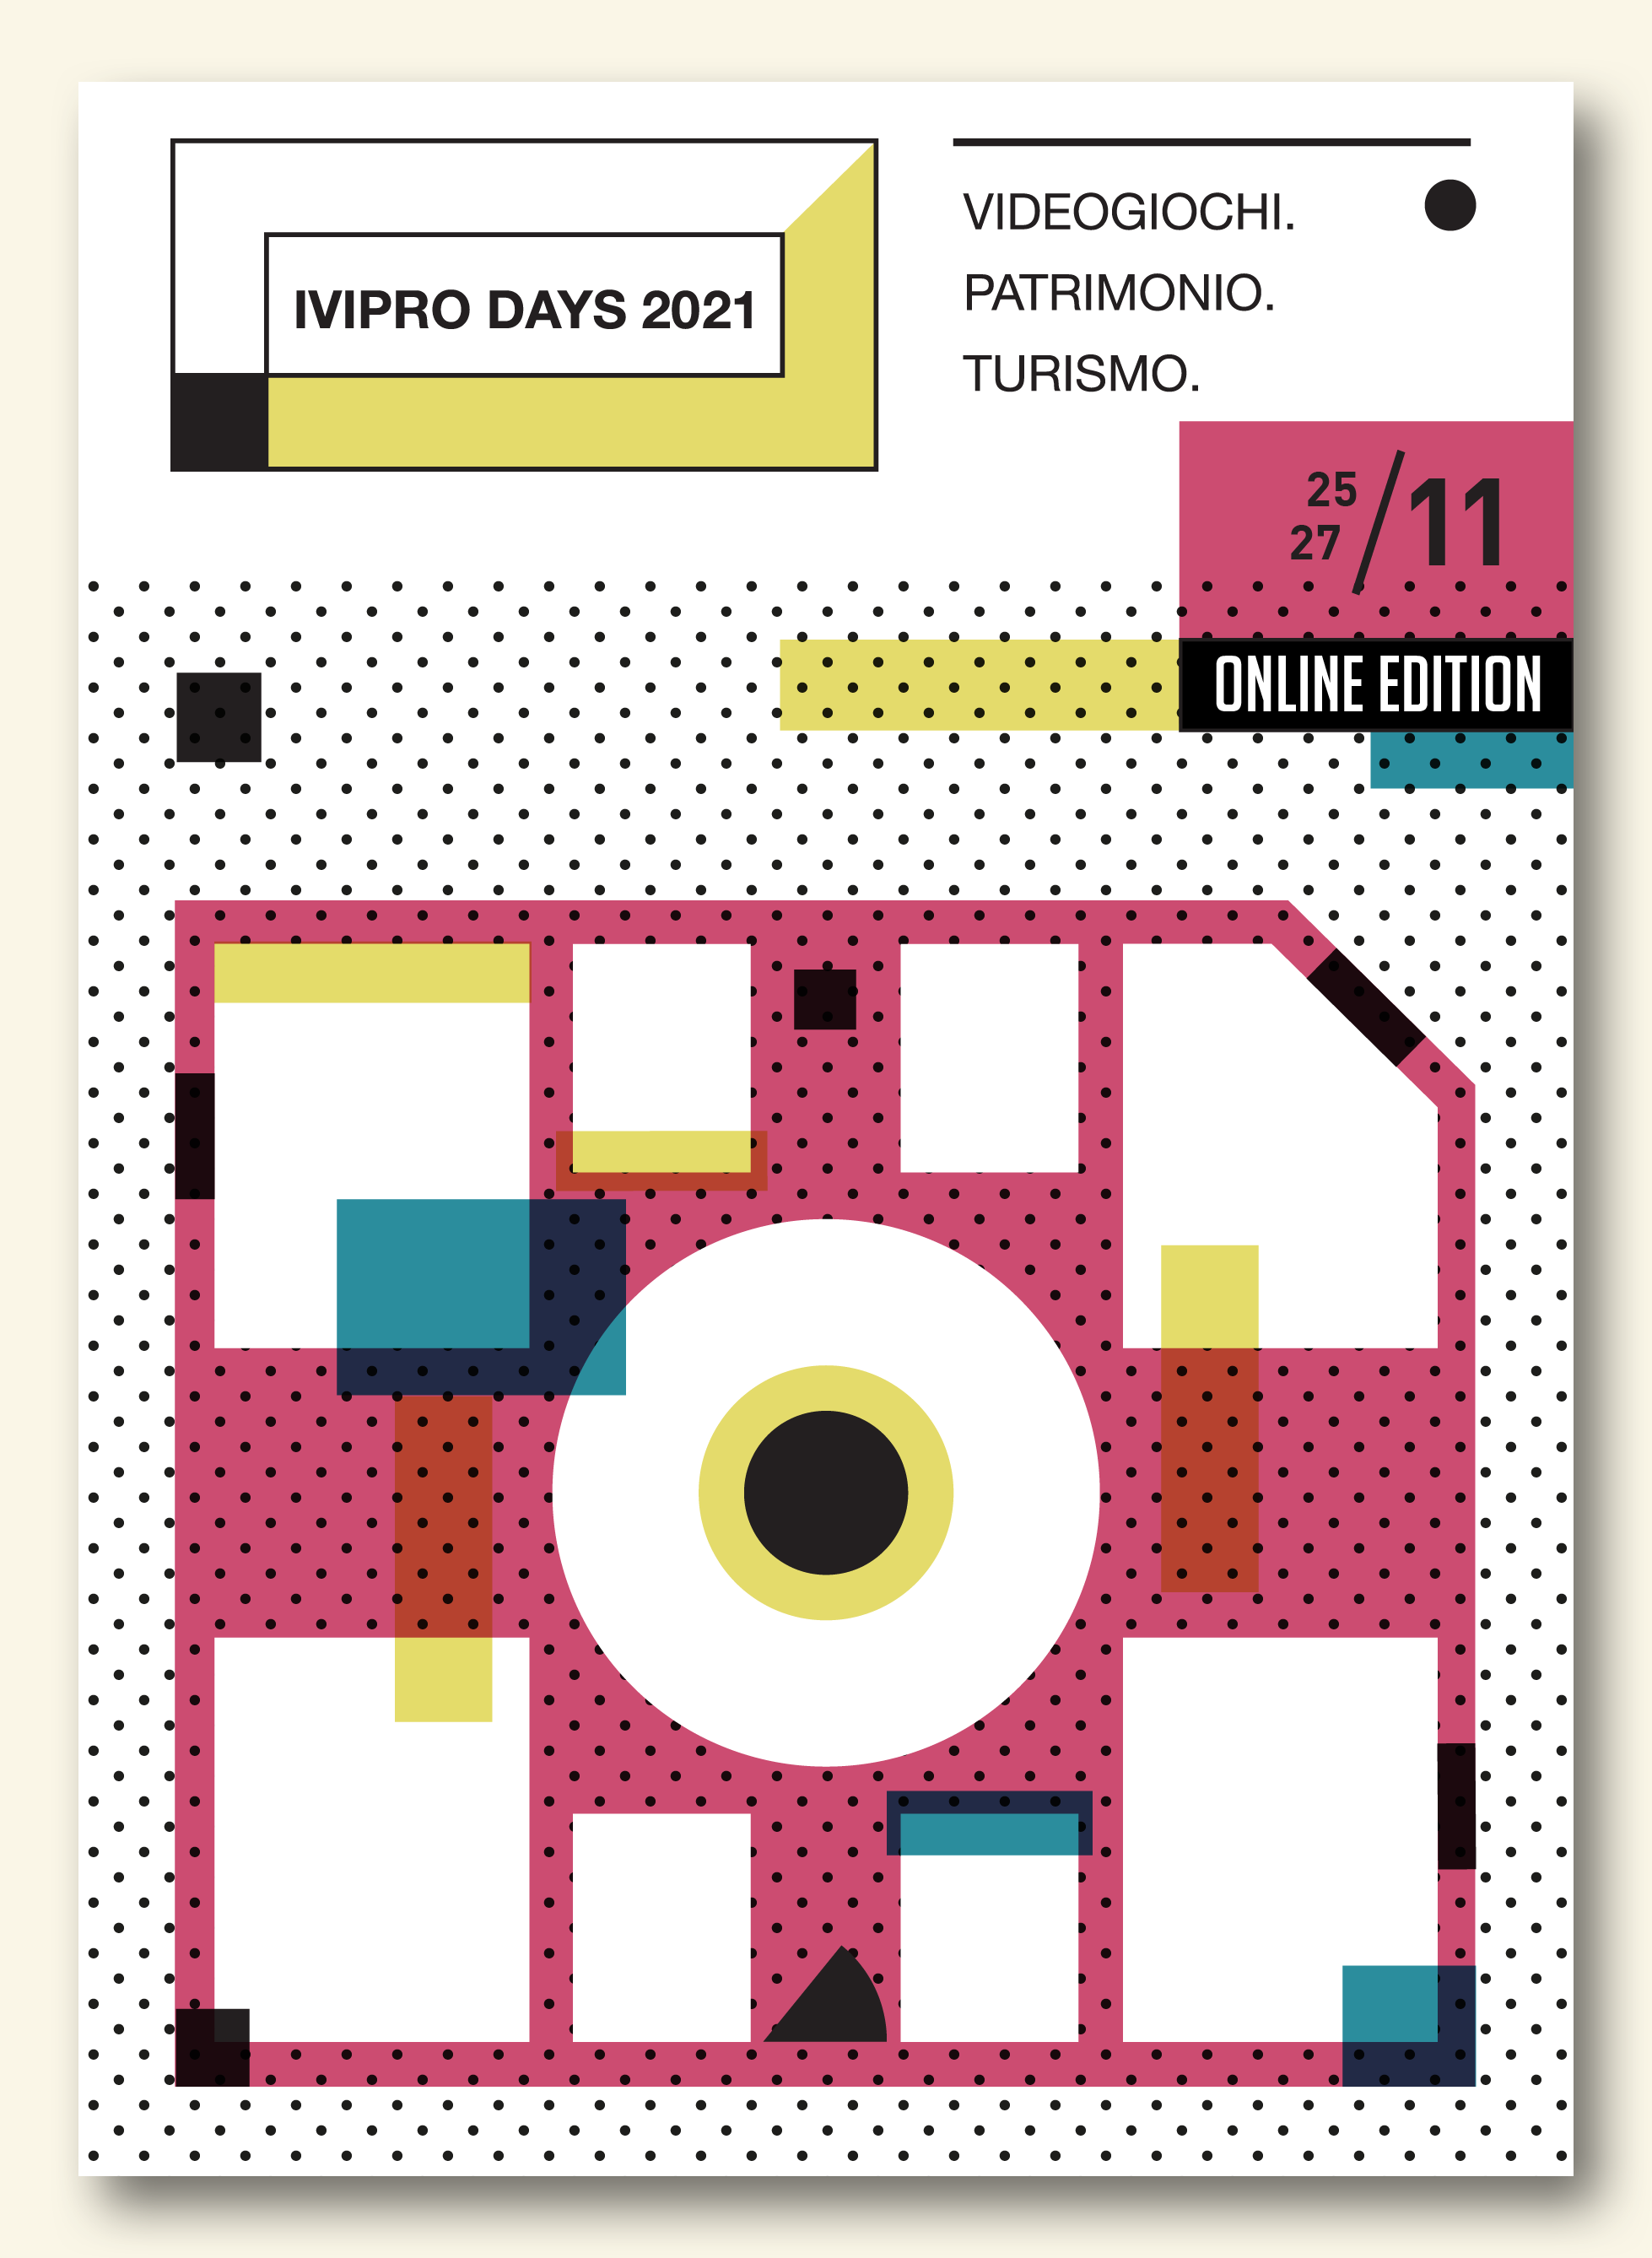 IVIPRO DAYS 2021
VIDEOGIOCHI.
PATRIMONIO.
TURISMO.
25
27
/11
ONLINE EDITION